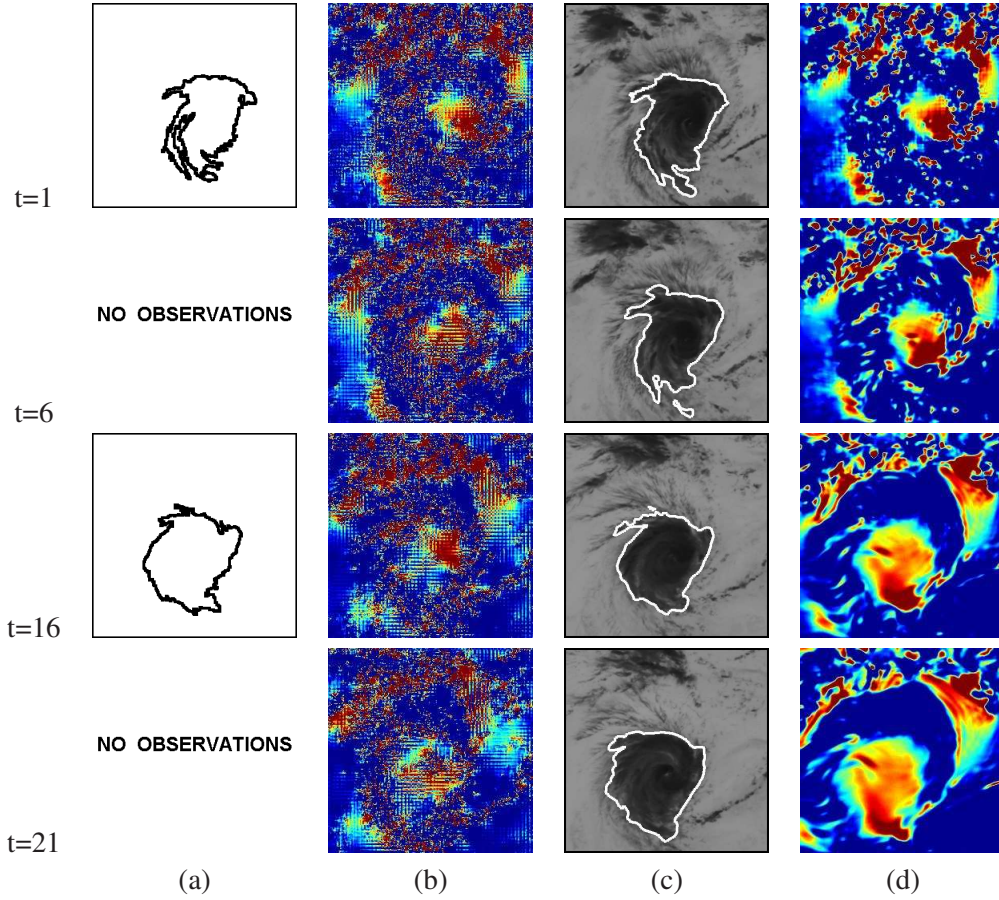 t=1
NO OBSERVATIONS
t=6
t=16
NO OBSERVATIONS
t=21
(a) (b) (c) (d)